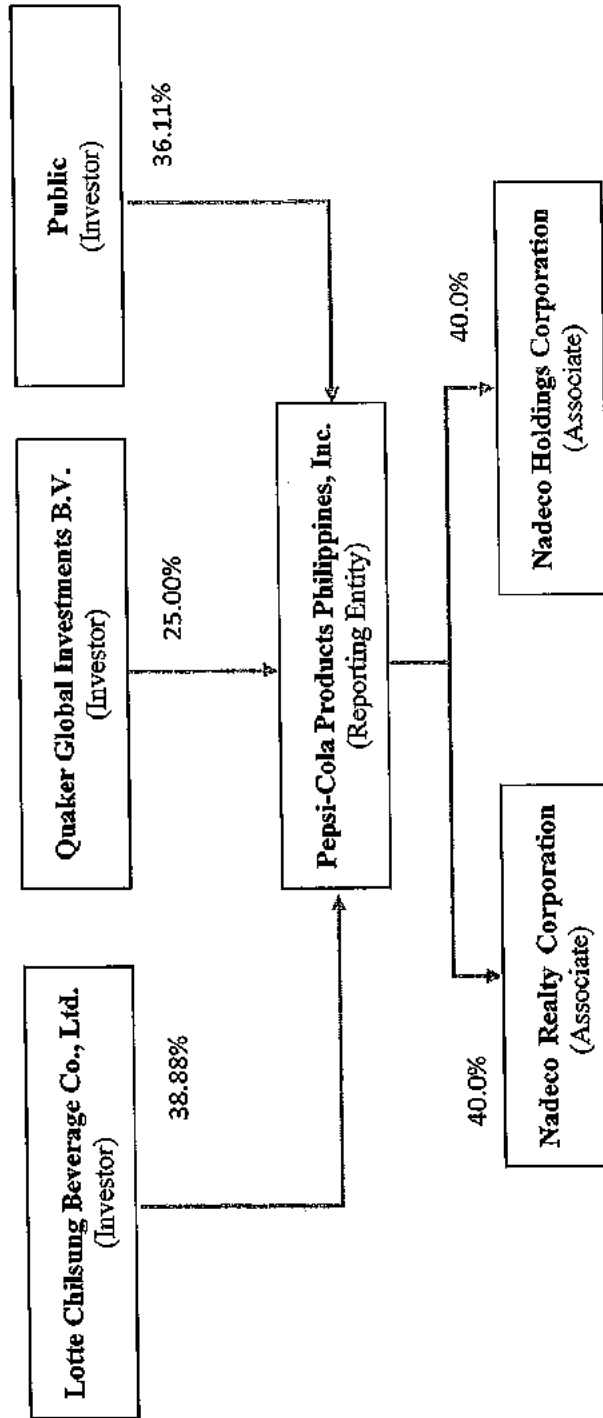 Lotte Chilsung Beverage Co., Ltd.
(Investor)
Quaker Global Investments B.V.
(Investor)
Public
(Investor)
38.88%
25.00%
36.11%
Pepsi-Cola Products Philippines, Inc.
(Reporting Entity)
40.0%
40.0%
Nadeco Realty Corporation
(Associate)
Nadeco Holdings Corporation
(Associate)